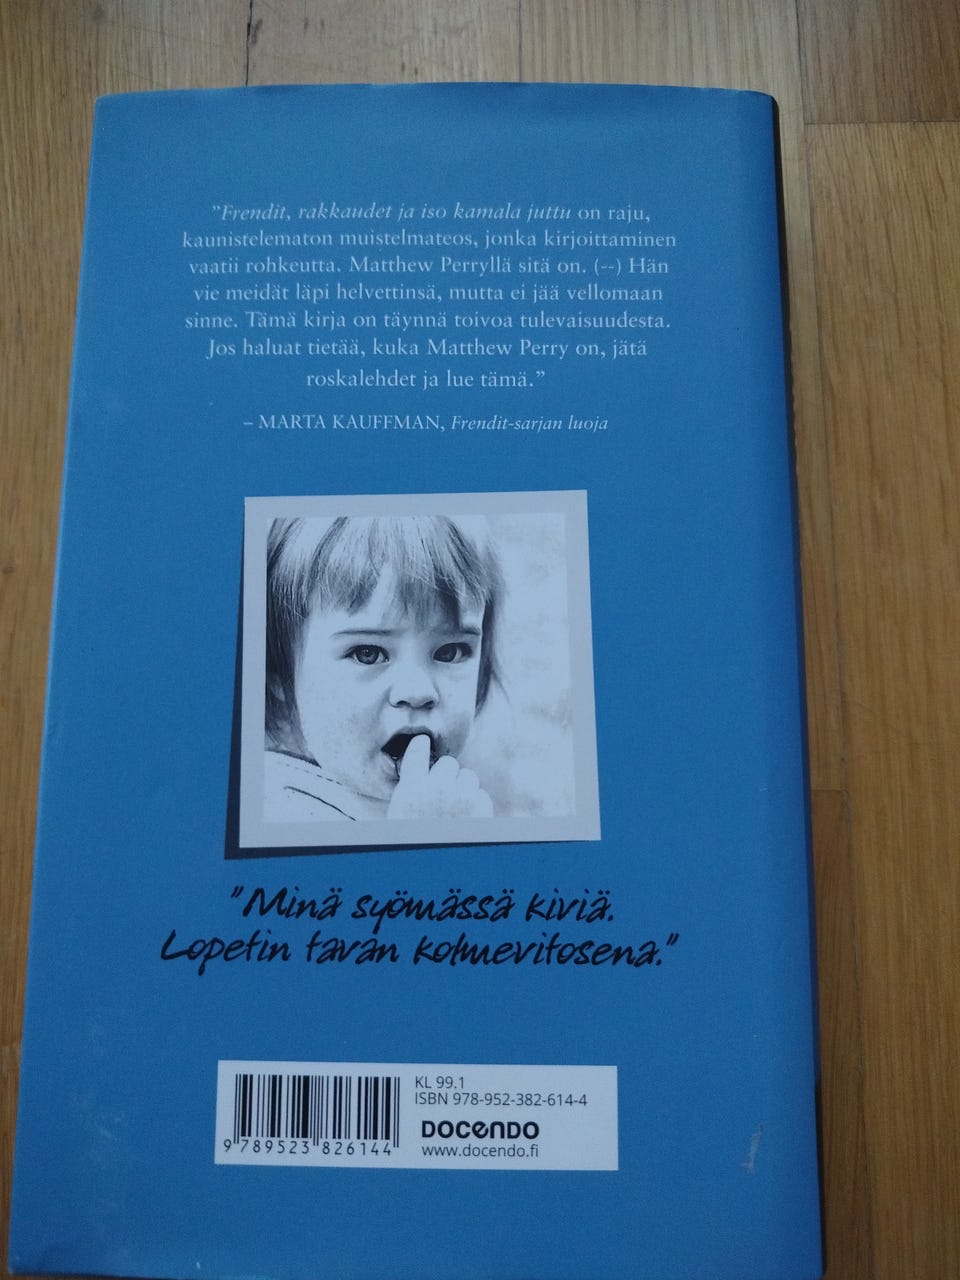 ”Frendit, rakkaudet ja iso kamala juttu on raju,
kaunistelematon muistelmateos, jonka kirjoittaminen
vaatii rohkeutta. Matthew Perryllä sitä on. (--) Hän
vie meidät läpi helvettinsä, mutta ei jää vellomaan
sinne. Tämä kirja on täynnä toivoa tulevaisuudesta.
Jos haluat tietää, kuka Matthew Perry on, jätä
roskalehdet ja lue tämä.”
– MARTA KAUFFMAN, Frendit-sarjan luoja
”Minä syömässä kiviä.
Lopetin tavan kolmevitosena.”
KL 99.1
ISBN 978-952-382-614-4
DOCENDO
www.docendo.fi
9 789523 826144